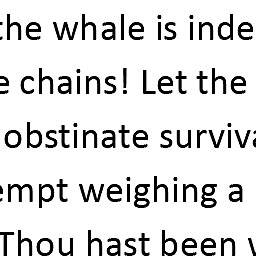 the whale is inde
e chains! Let the
obstinate surviva
empt weighing a
Thou hast been w